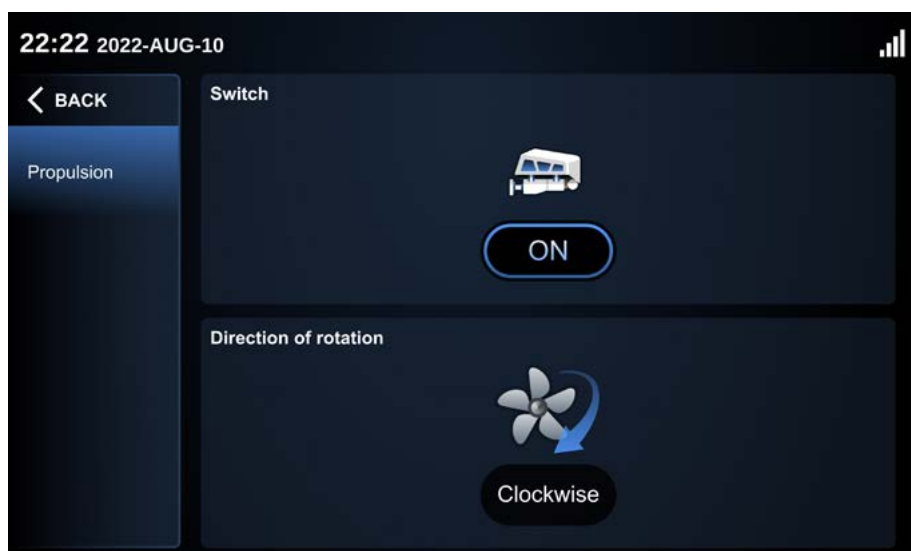 22:22 2022-AUG-10
BACK
Switch
Propulsion
ON
Direction of rotation
Clockwise